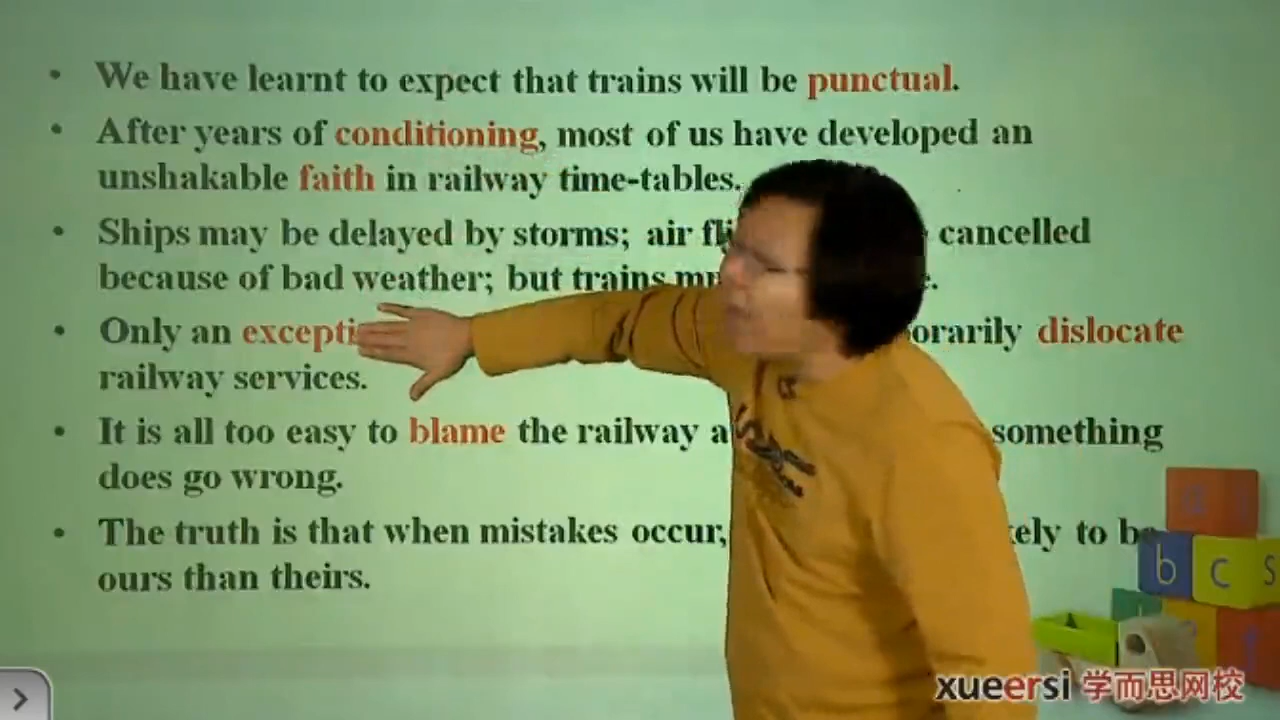 • We have learnt to expect that trains will be punctual.
• After years of conditioning, most of us have developed an
unshakable faith in railway time-tables.
• Ships may be delayed by storms; air cancelled
because of bad weather; but trains
• Only an dislocate
railway services.
• It is all too easy to blame the railway something
does go wrong.
• The truth is that when mistakes occur, to
ours than theirs.
b c s
xueersi 学而思网校